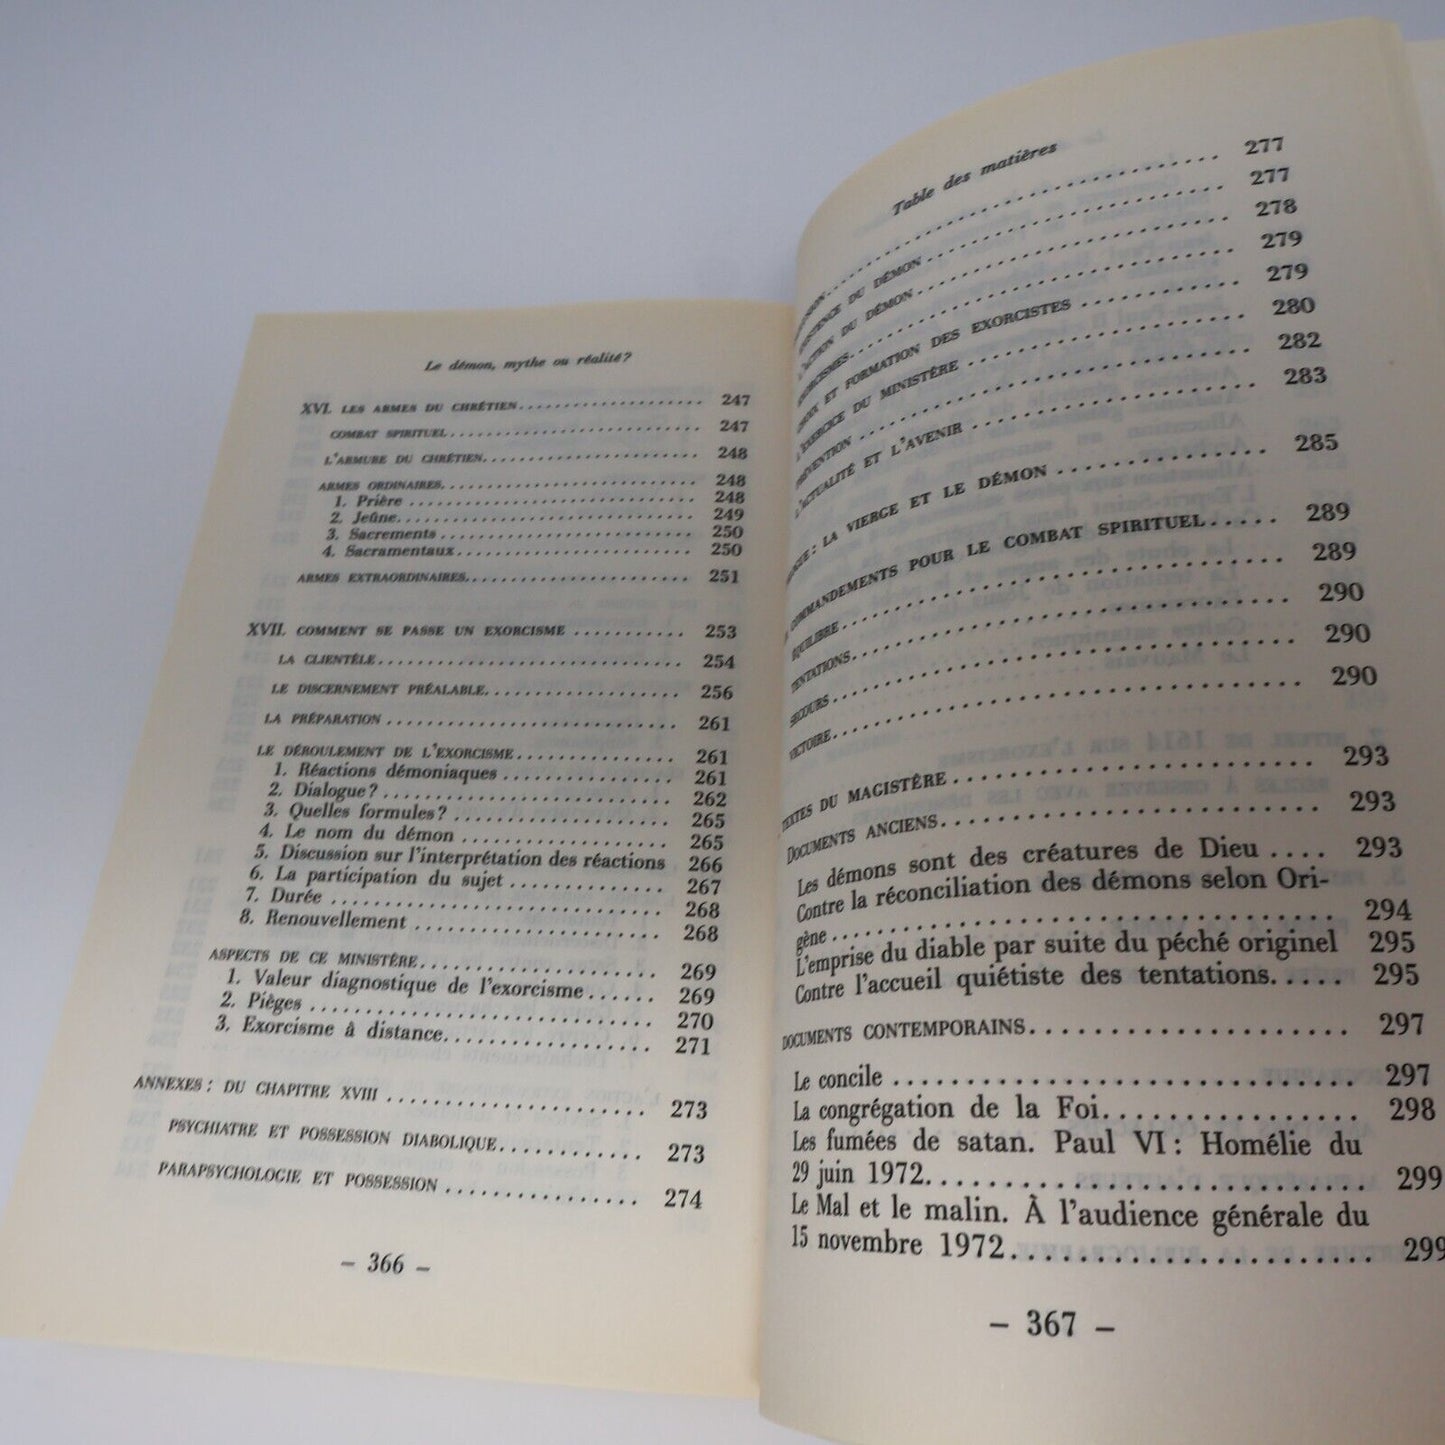 Le démon, mythe ou réalité?
XVI. LES ARMES DU CHRÉTIEN.................... 247
COMBAT SPIRITUEL........................... 247
L'ARMURE DU CHRÉTIEN....................... 248
ARMES ORDINAIRES........................... 248
1. Prière .......................... 248
2. Jeûne........................... 249
3. Sacrements ........................ 250
4. Sacramentaux........................ 250
ARMES EXTRAORDINAIRES....................... 251
XVII. COMMENT SE PASSE UN EXORCISME ........... 253
LA CLIENTÈLE............................ 254
LE DISCERNEMENT PRÉALABLE.................... 256
LA PRÉPARATION ........................... 261
LE DÉROULEMENT DE L'EXORCISME................ 261
1. Réactions démoniaques ................ 261
2. Dialogue? ......................... 262
3. Quelles formules? ................... 265
4. Le nom du démon ................... 265
5. Discussion sur l'interprétation des réactions 266
6. La participation du sujet .............. 267
7. Durée ............................ 268
8. Renouvellement ..................... 268
ASPECTS DE CE MINISTÈRE..................... 269
1. Valeur diagnostique de l'exorcisme...... 269
2. Pièges ............................ 270
3. Exorcisme à distance.................. 271
ANNEXES : DU CHAPITRE XVIII .................... 273
PSYCHIATRE ET POSSESSION DIABOLIQUE............ 273
PARAPSYCHOLOGIE ET POSSESSION ................ 274
– 366 –
Table des matières
............................ 277
DU DÉMON ....................... 277
L'ACTION DU DÉMON ....................... 278
............................ 279
ET FORMATION DES EXORCISTES ............ 279
L'EXERCICE DU MINISTÈRE .................... 280
PRÉVENTION ............................ 282
L'ACTUALITÉ ET L'AVENIR .................... 283
: LA VIERGE ET LE DÉMON ............... 285
COMMANDEMENTS POUR LE COMBAT SPIRITUEL...... 289
ÉQUILIBRE............................ 289
TENTATIONS............................ 290
SECOURS ............................ 290
VICTOIRE............................ 290
TEXTES DU MAGISTÈRE ........................ 293
DOCUMENTS ANCIENS......................... 293
Les démons sont des créatures de Dieu .... 293
Contre la réconciliation des démons selon Ori-
gène............................... 294
L'emprise du diable par suite du péché originel 295
Contre l'accueil quiétiste des tentations..... 295
DOCUMENTS CONTEMPORAINS.................... 297
Le concile ............................ 297
La congrégation de la Foi................ 298
Les fumées de satan. Paul VI : Homélie du
29 juin 1972.......................... 299
Le Mal et le malin. À l'audience générale du
15 novembre 1972..................... 299
– 367 –